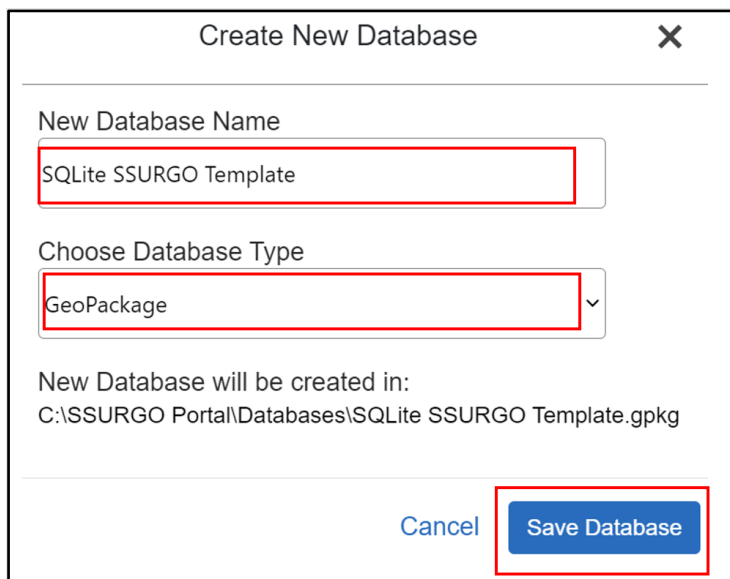 Create New Database
New Database Name
SQLite SSURGO Template
Choose Database Type
GeoPackage
New Database will be created in:
C:\SSURGO Portal\Databases\SQLite SSURGO Template.gpkg
Cancel Save Database